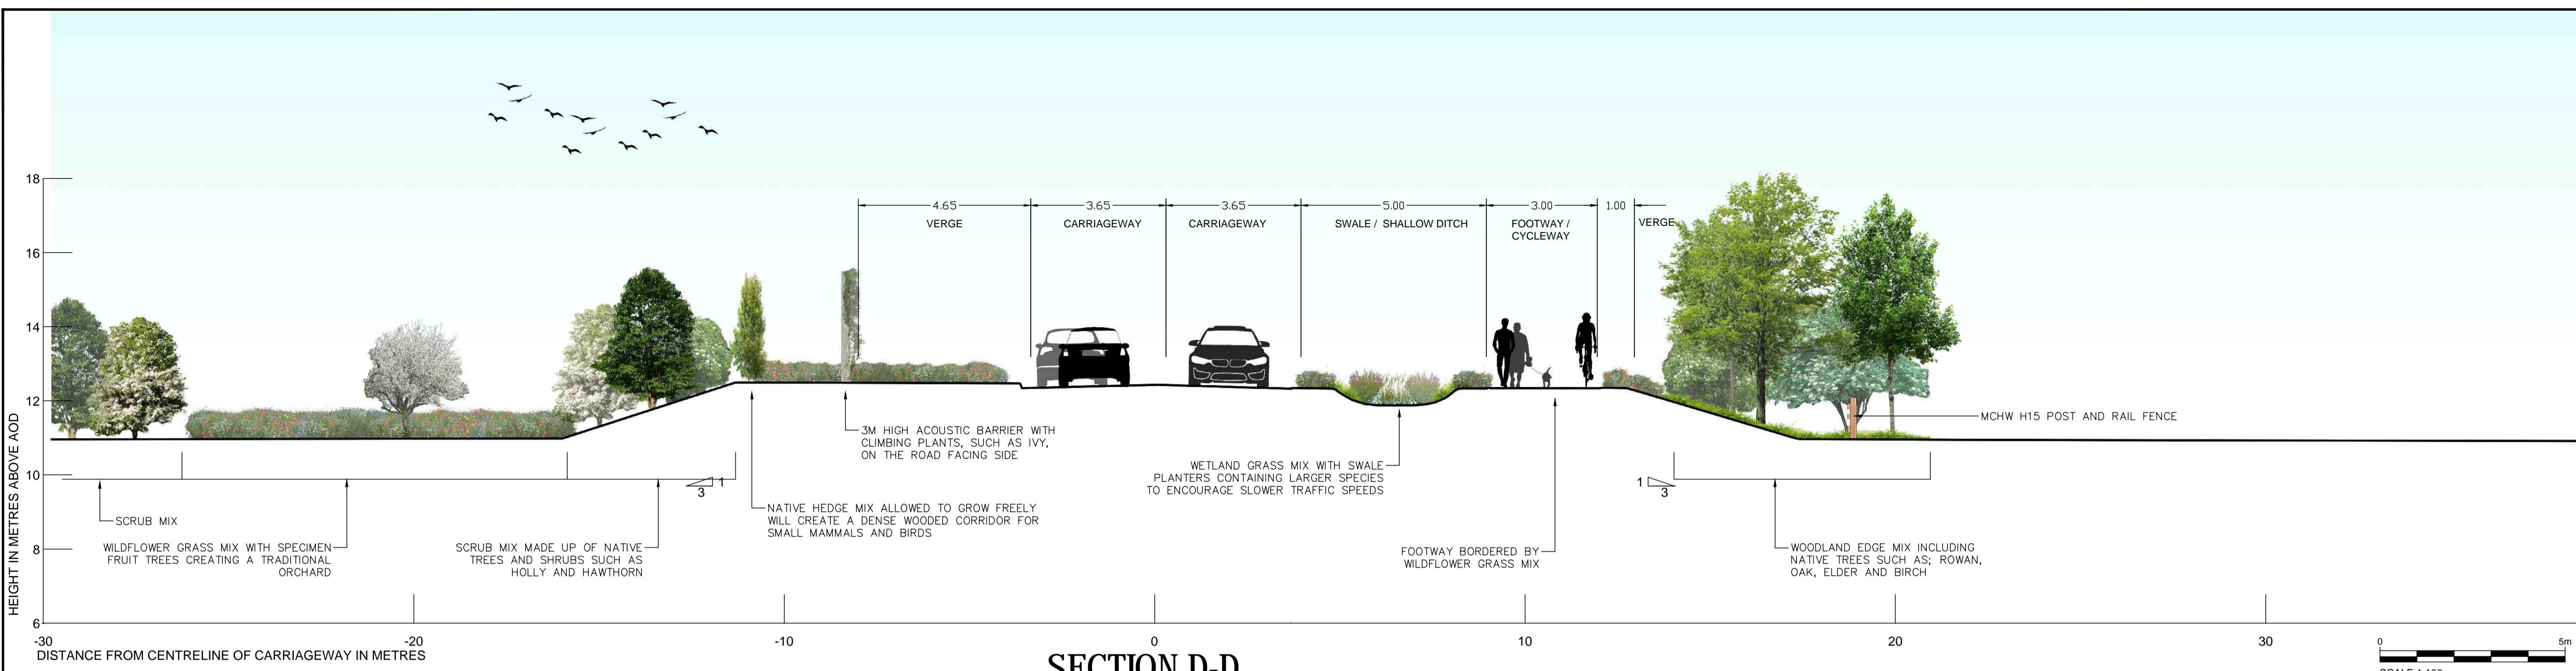 18
16
14
12
10
8
6
HEIGHT IN METRES ABOVE AOD
4.65
3.65
3.65
5.00
3.00
1.00
VERGE
CARRIAGEWAY
CARRIAGEWAY
SWALE / SHALLOW DITCH
FOOTWAY /
CYCLEWAY
VERGE
3M HIGH ACOUSTIC BARRIER WITH
CLIMBING PLANTS, SUCH AS IVY,
ON THE ROAD FACING SIDE
MCHW H15 POST AND RAIL FENCE
WETLAND GRASS MIX WITH SWALE
PLANTERS CONTAINING LARGER SPECIES
TO ENCOURAGE SLOWER TRAFFIC SPEEDS
1
3
1
3
SCRUB MIX
NATIVE HEDGE MIX ALLOWED TO GROW FREELY
WILL CREATE A DENSE WOODED CORRIDOR FOR
SMALL MAMMALS AND BIRDS
WILDFLOWER GRASS MIX WITH SPECIMEN
FRUIT TREES CREATING A TRADITIONAL
ORCHARD
SCRUB MIX MADE UP OF NATIVE
TREES AND SHRUBS SUCH AS
HOLLY AND HAWTHORN
FOOTWAY BORDERED BY
WILDFLOWER GRASS MIX
WOODLAND EDGE MIX INCLUDING
NATIVE TREES SUCH AS; ROWAN,
OAK, ELDER AND BIRCH
-30
-20
-10
0
10
20
30
0
5m
DISTANCE FROM CENTRELINE OF CARRIAGEWAY IN METRES
SECTION D-D